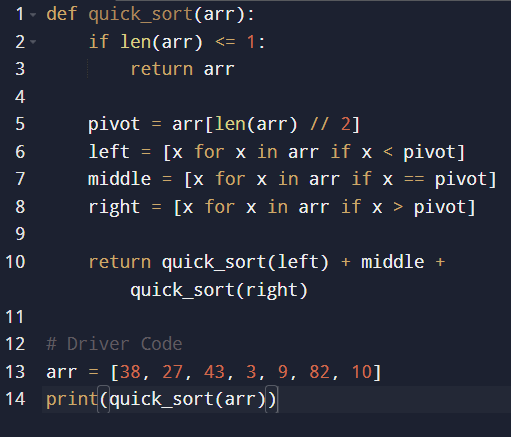 1 def quick_sort(arr):
2     if len(arr) <= 1:
3         return arr
4
5     pivot = arr[len(arr) // 2]
6     left = [x for x in arr if x < pivot]
7     middle = [x for x in arr if x == pivot]
8     right = [x for x in arr if x > pivot]
9
10     return quick_sort(left) + middle +
        quick_sort(right)
11
12 # Driver Code
13 arr = [38, 27, 43, 3, 9, 82, 10]
14 print(quick_sort(arr))